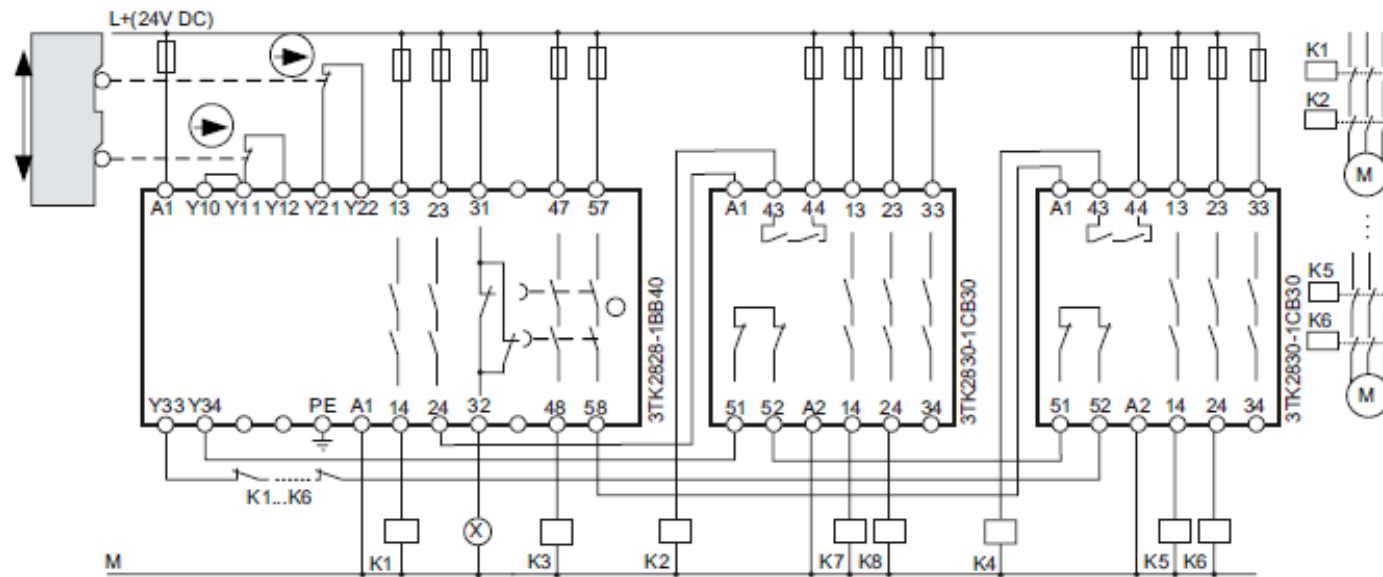 L+(24V DC)
K1
K2
M
A1 Y10 Y11 Y12 Y21 Y22 13 23 31 47 57
A1 43 44 13 23 33
A1 43 44 13 23 33
K5
K6
M
3TK2828-1BB40
3TK2830-1CB30
3TK2830-1CB30
Y33 Y34 PE A1 14 24 32 48 58
51 52 A2 14 24 34
51 52 A2 14 24 34
K1...K6
X
M K1 K3 K2 K7 K8 K4 K5 K6